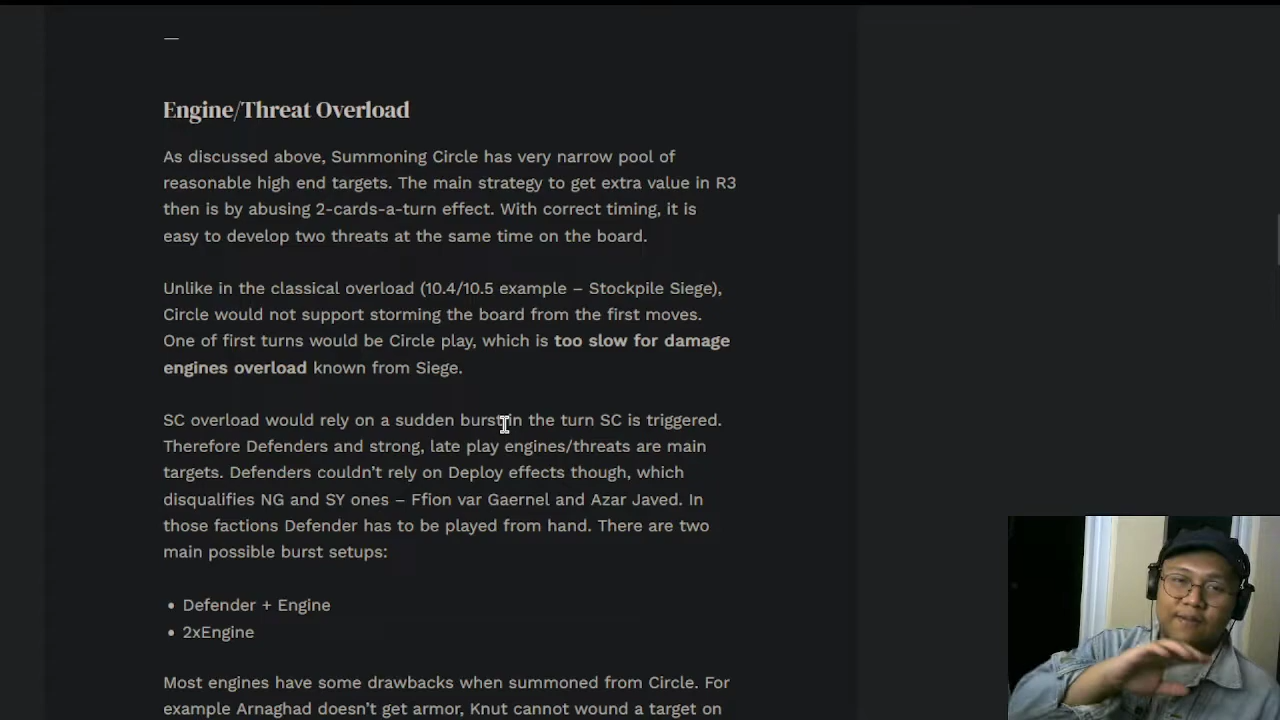 —
Engine/Threat Overload
As discussed above, Summoning Circle has very narrow pool of
reasonable high end targets. The main strategy to get extra value in R3
then is by abusing 2-cards-a-turn effect. With correct timing, it is
easy to develop two threats at the same time on the board.
Unlike in the classical overload (10.4/10.5 example – Stockpile Siege),
Circle would not support storming the board from the first moves.
One of first turns would be Circle play, which is too slow for damage
engines overload known from Siege.
SC overload would rely on a sudden burst in the turn SC is triggered.
Therefore Defenders and strong, late play engines/threats are main
targets. Defenders couldn’t rely on Deploy effects though, which
disqualifies NG and SY ones – Ffion var Gaernel and Azar Javed. In
those factions Defender has to be played from hand. There are two
main possible burst setups:
• Defender + Engine
• 2xEngine
Most engines have some drawbacks when summoned from Circle. For
example Arnaghad doesn’t get armor, Knut cannot wound a target on